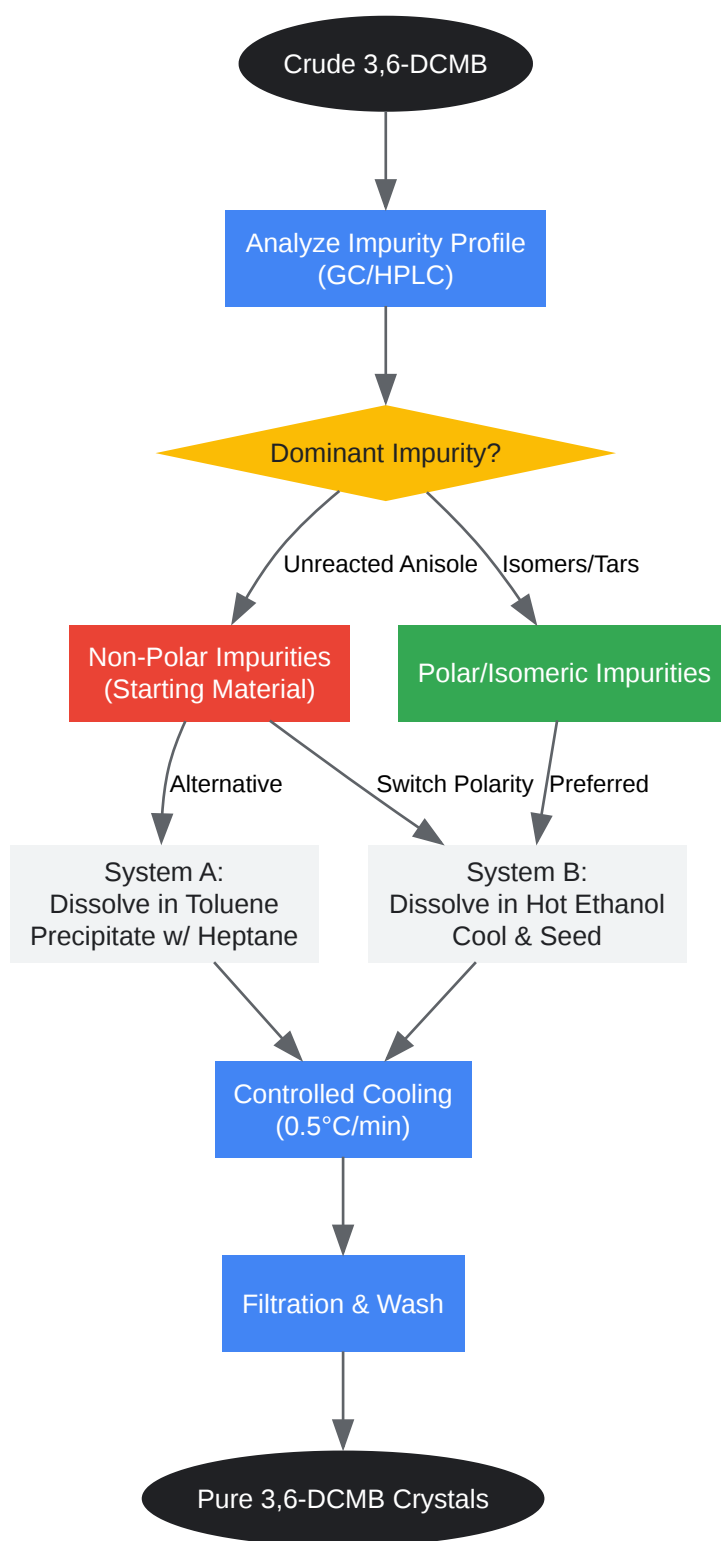 Crude 3,6-DCMB
Analyze Impurity Profile
(GC/HPLC)
Dominant Impurity?
Unreacted Anisole
Isomers/Tars
Non-Polar Impurities
(Starting Material)
Polar/Isomeric Impurities
Alternative
Switch Polarity
Preferred
System A:
Dissolve in Toluene
Precipitate w/ Heptane
System B:
Dissolve in Hot Ethanol
Cool & Seed
Controlled Cooling
(0.5°C/min)
Filtration & Wash
Pure 3,6-DCMB Crystals